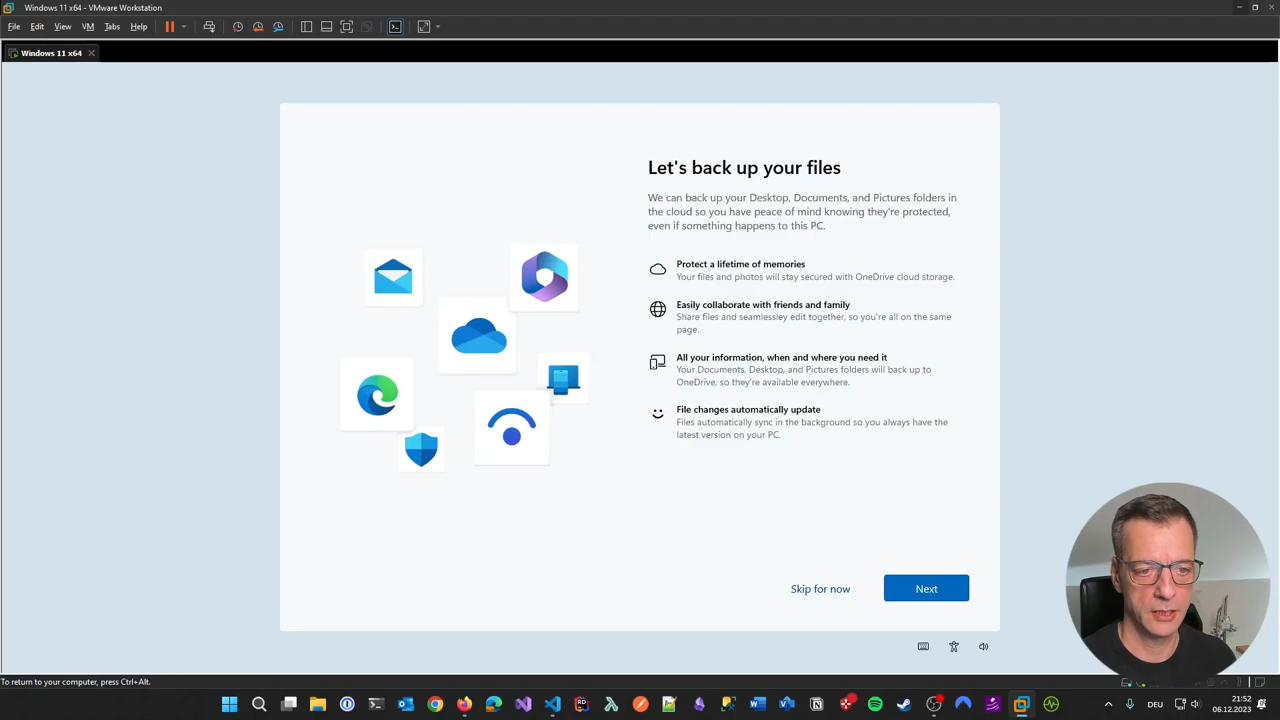 Windows 11 x64 - VMware Workstation
File Edit View VM Tabs Help
Windows 11 x64
Let's back up your files
We can back up your Desktop, Documents, and Pictures folders in
the cloud so you have peace of mind knowing they're protected,
even if something happens to this PC.
Protect a lifetime of memories
Your files and photos will stay secured with OneDrive cloud storage.
Easily collaborate with friends and family
Share files and seamlessley edit together, so you're all on the same
page.
All your information, when and where you need it
Your Documents, Desktop, and Pictures folders will back up to
OneDrive, so they're available everywhere.
File changes automatically update
Files automatically sync in the background so you always have the
latest version on your PC.
Skip for now
Next
To return to your computer, press Ctrl+Alt.
DEU
21:52
06.12.2023